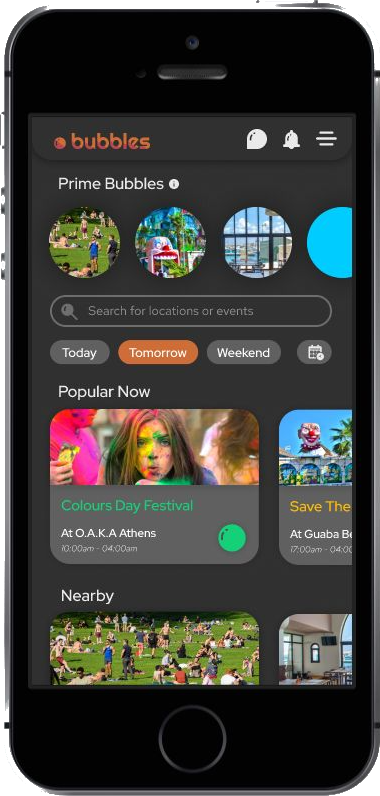 bubbles
Prime Bubbles
Search for locations or events
Today
Tomorrow
Weekend
Popular Now
Colours Day Festival
At O.A.K.A Athens
10:00am - 04:00am
Save The
At Guaba Be
17:00am - 04:00
Nearby